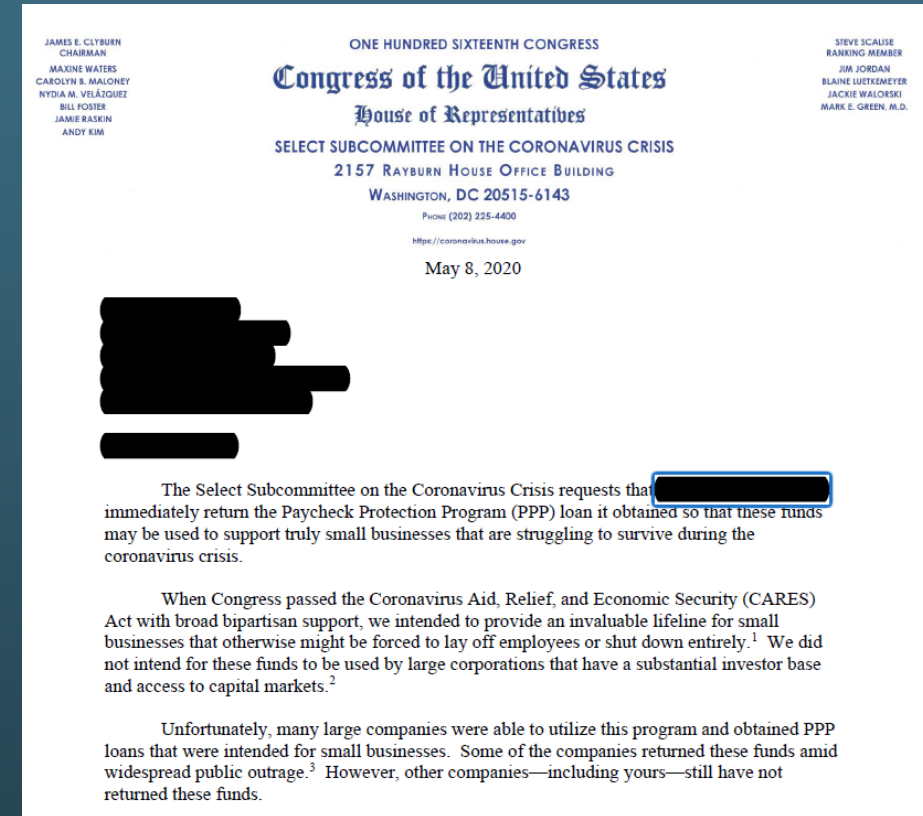 JAMES E. CLYBURN
CHAIRMAN
MAXINE WATERS
CAROLYN B. MALONEY
NYDIA M. VELÁZQUEZ
BILL FOSTER
JAMIE RASKIN
ANDY KIM
ONE HUNDRED SIXTEENTH CONGRESS
Congress of the United States
House of Representatives
SELECT SUBCOMMITTEE ON THE CORONAVIRUS CRISIS
2157 RAYBURN HOUSE OFFICE BUILDING
WASHINGTON, DC 20515-6143
PHONE (202) 225-4400
https://coronavirus.house.gov
STEVE SCALISE
RANKING MEMBER
JIM JORDAN
BLAINE LUETKEMEYER
JACKIE WALORSKI
MARK E. GREEN, M.D.
May 8, 2020
The Select Subcommittee on the Coronavirus Crisis requests that
immediately return the Paycheck Protection Program (PPP) loan it obtained so that these funds
may be used to support truly small businesses that are struggling to survive during the
coronavirus crisis.
When Congress passed the Coronavirus Aid, Relief, and Economic Security (CARES)
Act with broad bipartisan support, we intended to provide an invaluable lifeline for small
businesses that otherwise might be forced to lay off employees or shut down entirely.1 We did
not intend for these funds to be used by large corporations that have a substantial investor base
and access to capital markets.2
Unfortunately, many large companies were able to utilize this program and obtained PPP
loans that were intended for small businesses. Some of the companies returned these funds amid
widespread public outrage.3 However, other companies—including yours—still have not
returned these funds.